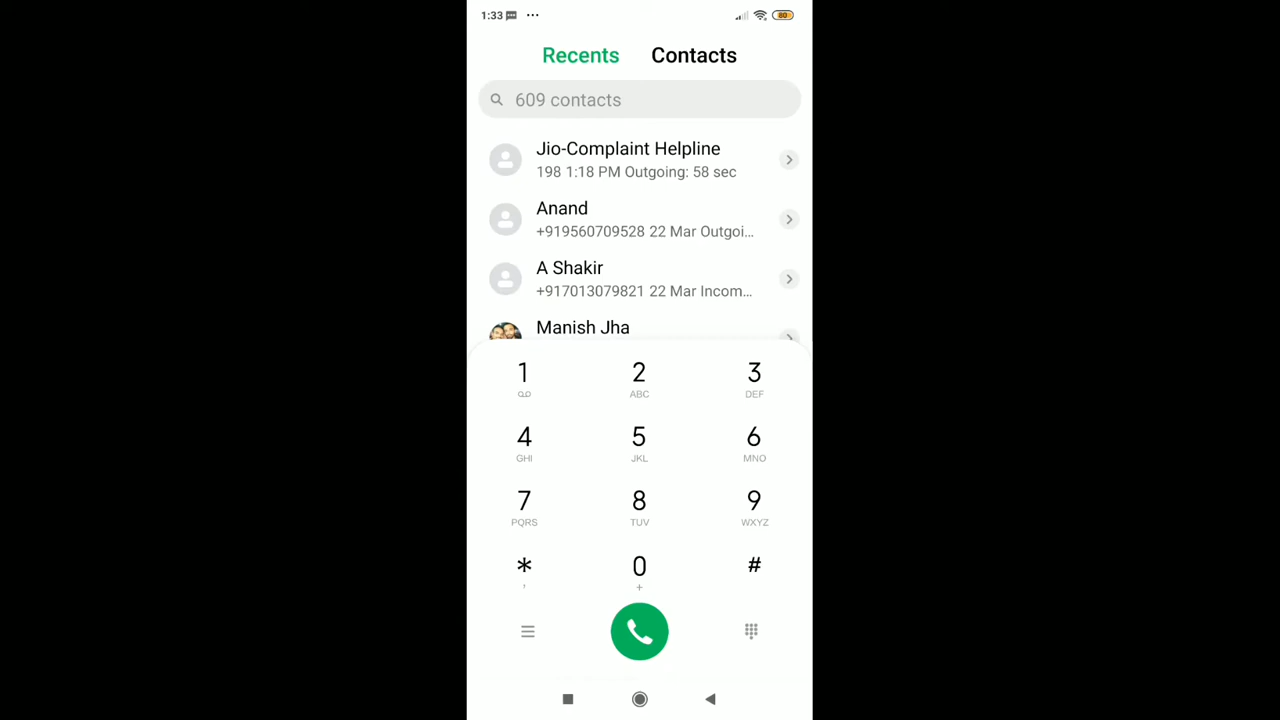 1:33 ...
80
Recents Contacts
609 contacts
Jio-Complaint Helpline
198 1:18 PM Outgoing: 58 sec
Anand
+919560709528 22 Mar Outgoi...
A Shakir
+917013079821 22 Mar Incom...
Manish Jha
1 2 3
ABC DEF
4 5 6
GHI JKL MNO
7 8 9
PQRS TUV WXYZ
* 0 #
, +